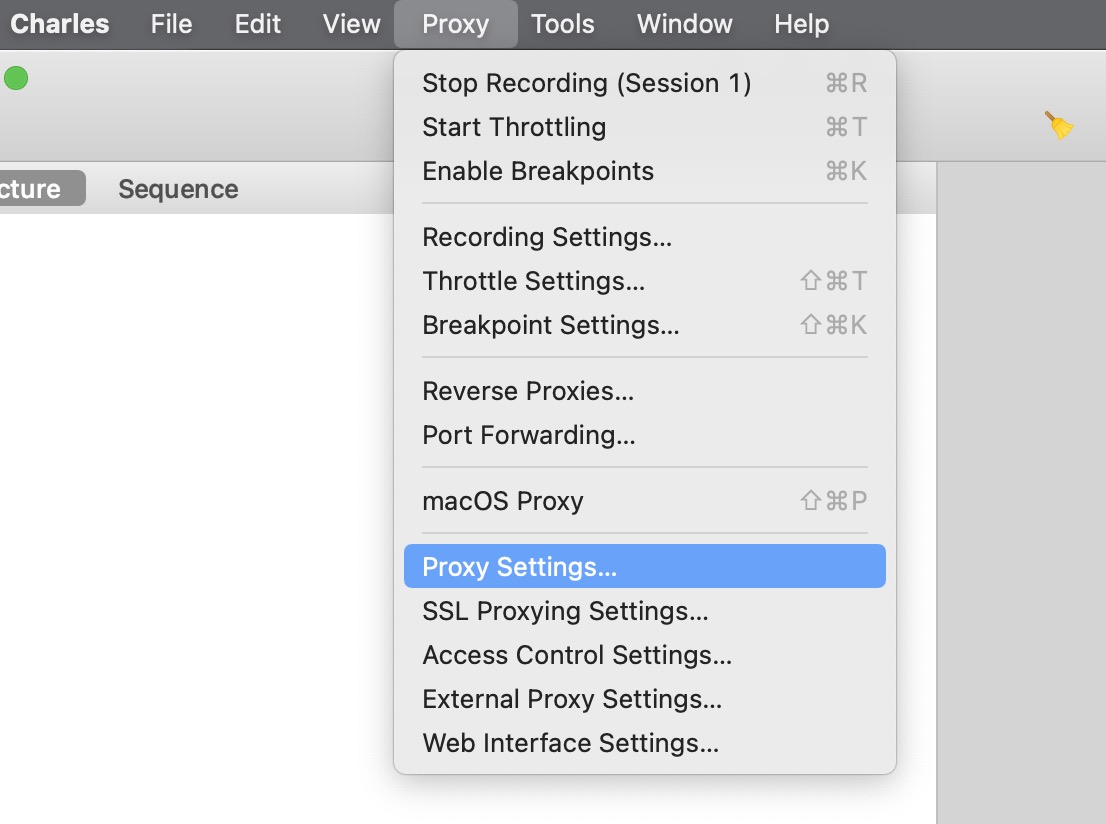 Charles File Edit View Proxy Tools Window Help
Stop Recording (Session 1) ⌘R
Start Throttling ⌘T
Enable Breakpoints ⌘K
cture Sequence
Recording Settings...
Throttle Settings... ⇧⌘T
Breakpoint Settings... ⇧⌘K
Reverse Proxies...
Port Forwarding...
macOS Proxy ⇧⌘P
Proxy Settings...
SSL Proxying Settings...
Access Control Settings...
External Proxy Settings...
Web Interface Settings...